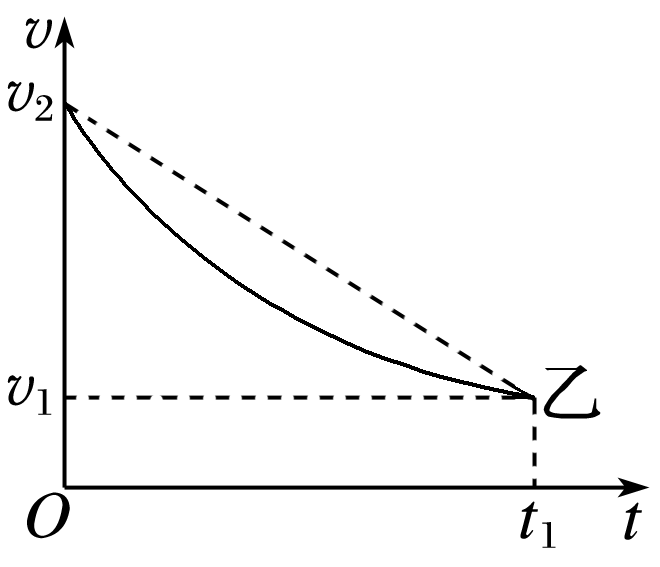 v
v₂
v₁
乙
O
t₁
t